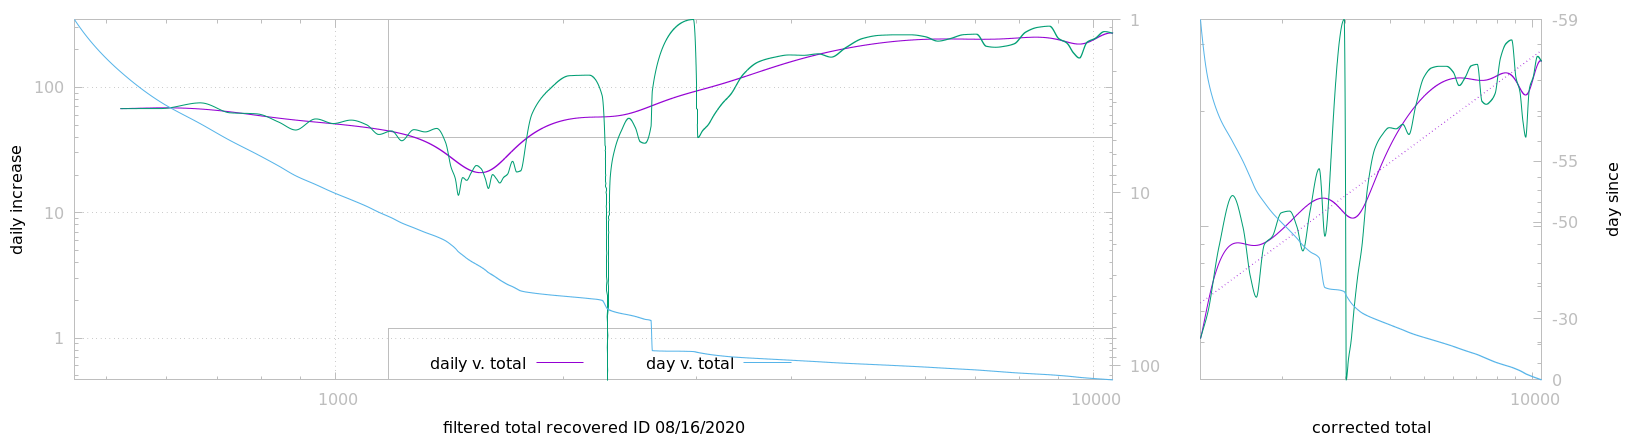 daily increase
100
10
1
1000
10000
1
10
100
daily v. total
day v. total
filtered total recovered ID 08/16/2020
-59
-55
-50
-30
0
day since
10000
corrected total